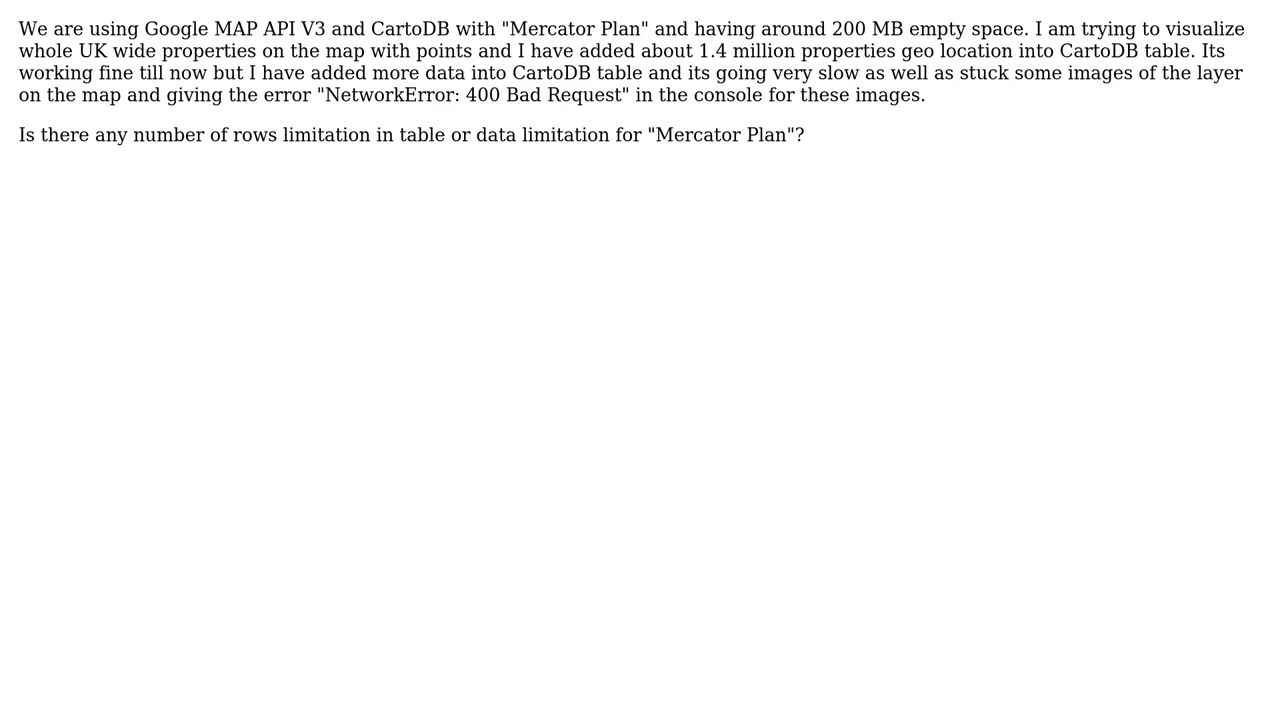 We are using Google MAP API V3 and CartoDB with "Mercator Plan" and having around 200 MB empty space. I am trying to visualize
whole UK wide properties on the map with points and I have added about 1.4 million properties geo location into CartoDB table. Its
working fine till now but I have added more data into CartoDB table and its going very slow as well as stuck some images of the layer
on the map and giving the error "NetworkError: 400 Bad Request" in the console for these images.
Is there any number of rows limitation in table or data limitation for "Mercator Plan"?